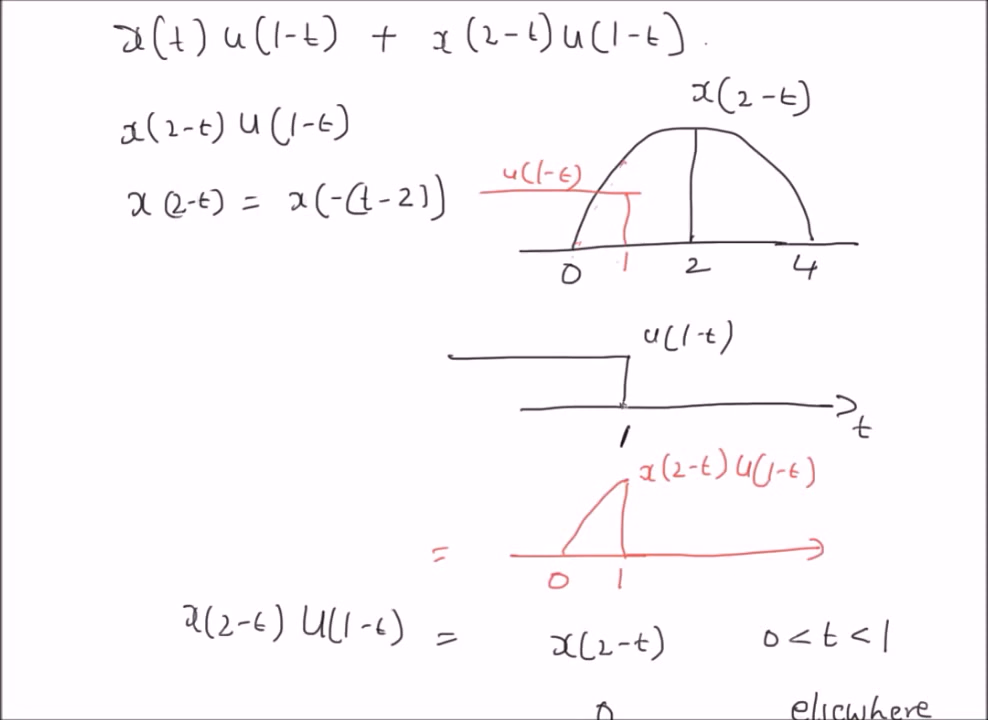 x(t) u(1-t) + x(2-t)u(1-t).
x(2-t)
x(2-t) u(1-t)
u(1-t)
x(2-t) = x(-(t-2))
0 1 2 4
u(1-t)
t
1
x(2-t) u(1-t)
=
0 1
x(2-t) u(1-t) = x(2-t) 0<t<1
0 elsewhere